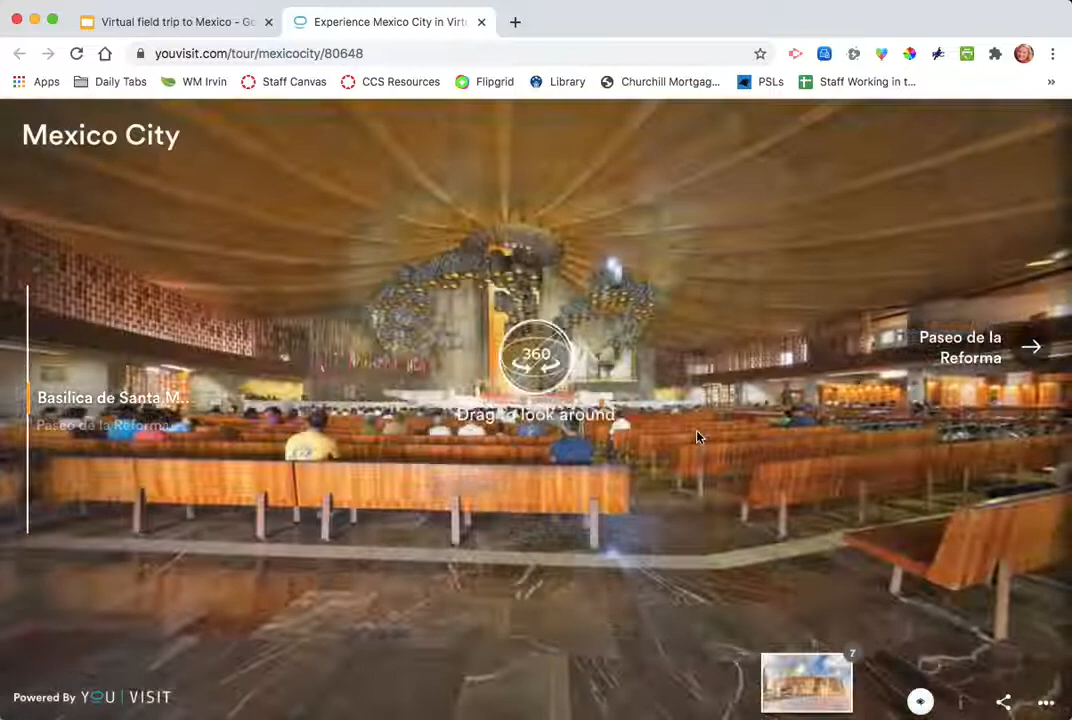 Virtual field trip to Mexico - Go
Experience Mexico City in Virtu
youvisit.com/tour/mexicocity/80648
Apps
Daily Tabs
WM Irvin
Staff Canvas
CCS Resources
Flipgrid
Library
Churchill Mortgag...
PSLs
Staff Working in t...
»
Mexico City
360
Drag to look around
Paseo de la
Reforma
Basilica de Santa M..
Paseo de la Reforma
7
Powered By YOU | VISIT